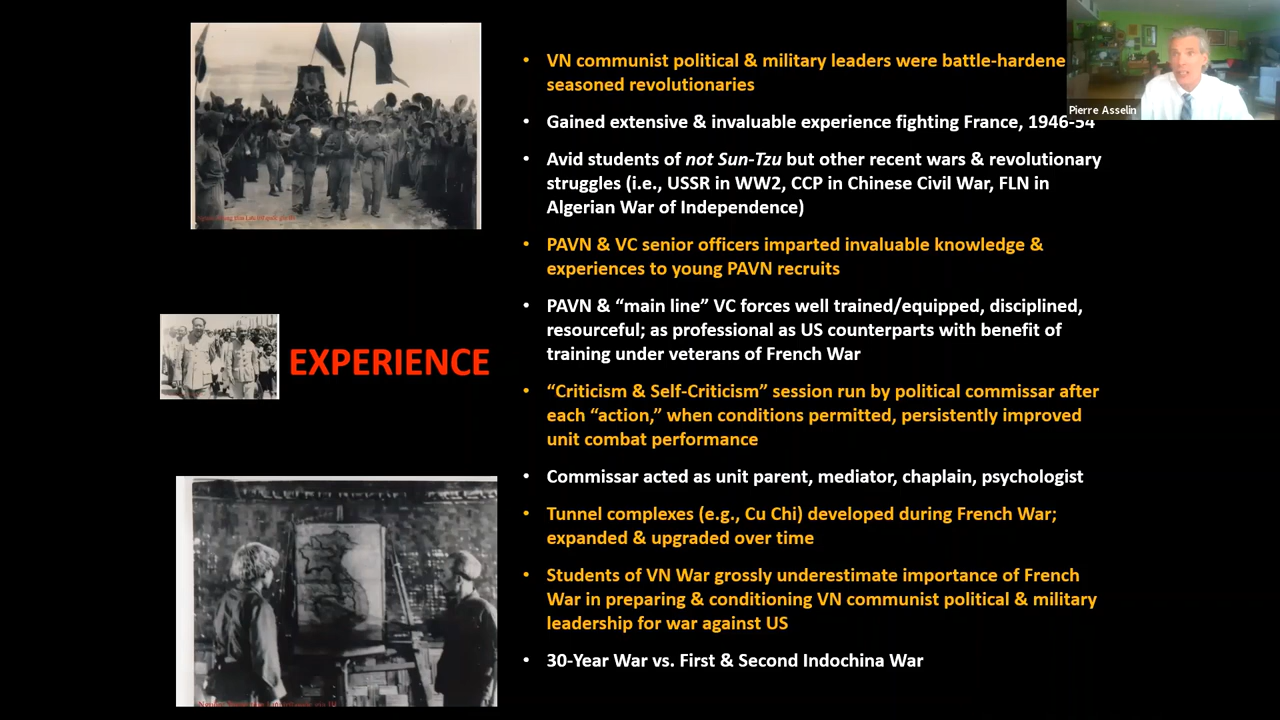 • VN communist political & military leaders were battle-hardene
seasoned revolutionaries
Pierre Asselin
• Gained extensive & invaluable experience fighting France, 1946-54
• Avid students of not Sun-Tzu but other recent wars & revolutionary
struggles (i.e., USSR in WW2, CCP in Chinese Civil War, FLN in
Algerian War of Independence)
• PAVN & VC senior officers imparted invaluable knowledge &
experiences to young PAVN recruits
• PAVN & “main line” VC forces well trained/equipped, disciplined,
resourceful; as professional as US counterparts with benefit of
training under veterans of French War
EXPERIENCE
• “Criticism & Self-Criticism” session run by political commissar after
each “action,” when conditions permitted, persistently improved
unit combat performance
• Commissar acted as unit parent, mediator, chaplain, psychologist
• Tunnel complexes (e.g., Cu Chi) developed during French War;
expanded & upgraded over time
• Students of VN War grossly underestimate importance of French
War in preparing & conditioning VN communist political & military
leadership for war against US
• 30-Year War vs. First & Second Indochina War